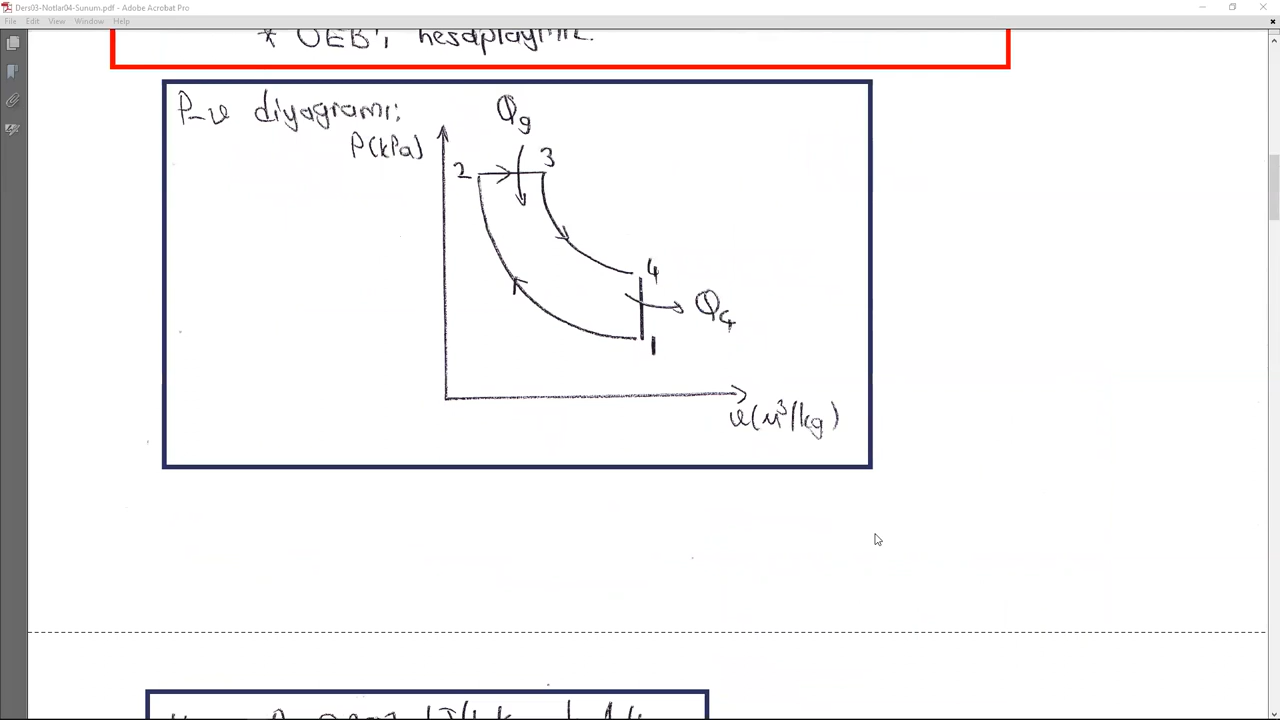 Ders03-Notlar04-Sunum.pdf - Adobe Acrobat Pro
File Edit View Window Help
* OEB'i hesaplayınız.
P-v diyagramı:
P(kPa)
Qg
2
3
4
Qç
1
v(m³/kg)